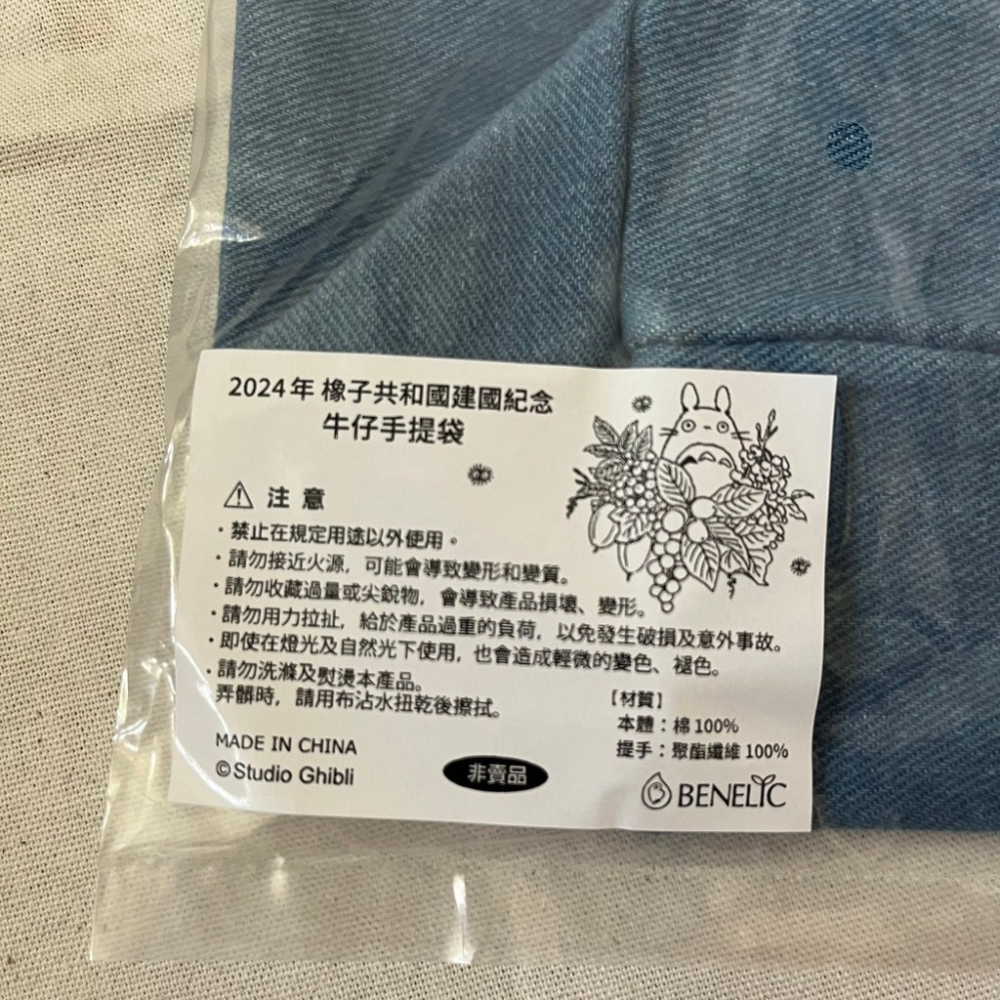 2024年 橡子共和國建國紀念
牛仔手提袋
注意
・禁止在規定用途以外使用。
・請勿接近火源，可能會導致變形和變質。
・請勿收藏過量或尖銳物，會導致產品損壞、變形。
・請勿用力拉扯，給於產品過重的負荷，以免發生破損及意外事故。
・即使在燈光及自然光下使用，也會造成輕微的變色、褪色。
・請勿洗滌及熨燙本產品。
弄髒時，請用布沾水扭乾後擦拭。
【材質】
本體：棉100%
提手：聚酯纖維100%
MADE IN CHINA
©Studio Ghibli
非賣品
BENELIC